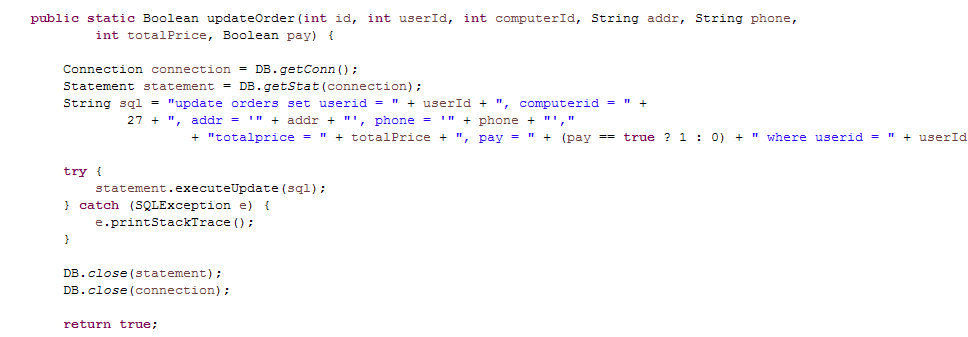 public static Boolean updateOrder(int id, int userId, int computerId, String addr, String phone,
int totalPrice, Boolean pay) {
Connection connection = DB.getConn();
Statement statement = DB.getStat(connection);
String sql = "update orders set userid = " + userId + ", computerid = " +
27 + ", addr = '" + addr + "', phone = '" + phone + "',"
+ "totalprice = " + totalPrice + ", pay = " + (pay == true ? 1 : 0) + " where userid = " + userId
try {
statement.executeUpdate(sql);
} catch (SQLException e) {
e.printStackTrace();
}
DB.close(statement);
DB.close(connection);
return true;